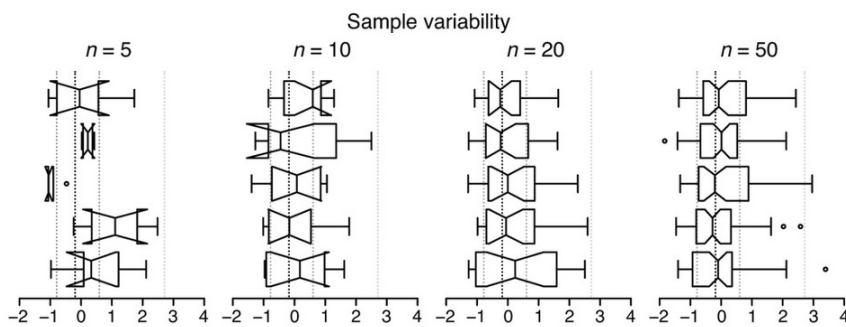 Sample variability
n = 5 n = 10 n = 20 n = 50
−2 −1 0 1 2 3 4 −2 −1 0 1 2 3 4 −2 −1 0 1 2 3 4 −2 −1 0 1 2 3 4